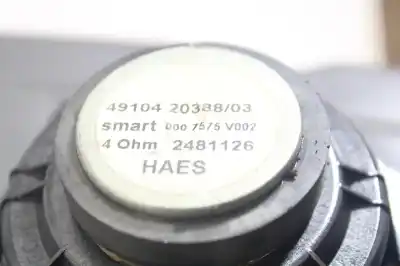 49104 20388/03
smart 000 7575 V002
4 Ohm 2481126
HAES